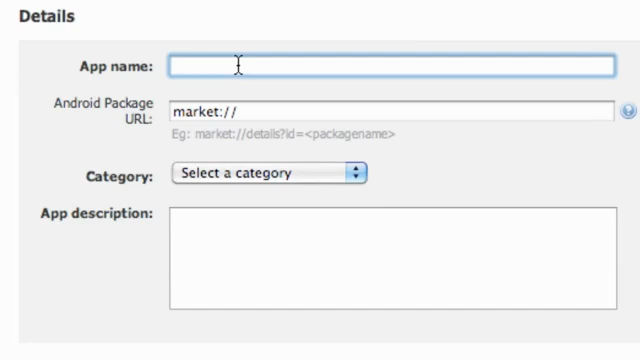 Details
App name:
Android Package
URL:
market://
Eg: market://details?id=<packagename>
Category:
Select a category
App description: